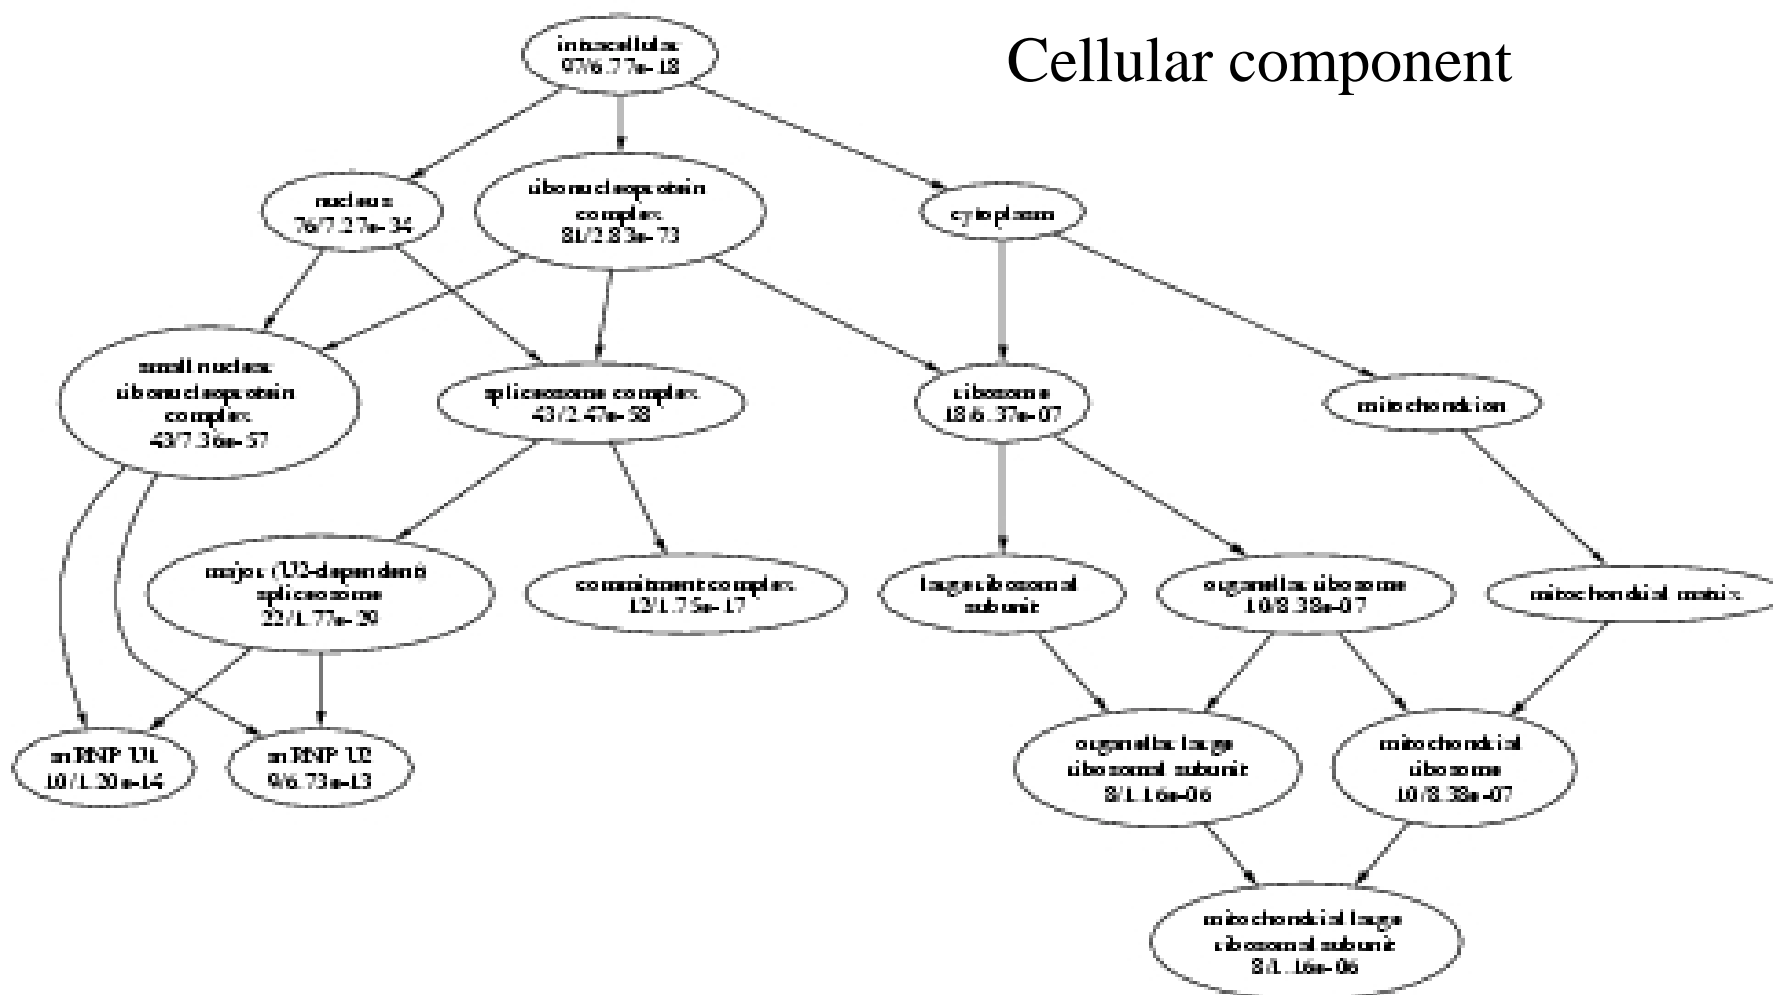 Cellular component
intracellular
97/6.77e-18
nucleus
76/7.27e-34
ribonucleoprotein
complex
81/2.83e-73
cytoplasm
small nuclear
ribonucleoprotein
complex
43/7.36e-57
spliceosome complex
43/2.47e-58
ribosome
18/6.37e-07
mitochondrion
major (U2-dependent)
spliceosome
22/1.77e-29
commitment complex
12/1.75e-17
large ribosomal
subunit
organellar ribosome
10/8.38e-07
mitochondrial matrix
snRNP U1
10/1.20e-14
snRNP U2
9/6.73e-13
organellar large
ribosomal subunit
8/1.16e-06
mitochondrial
ribosome
10/8.38e-07
mitochondrial large
ribosomal subunit
8/1.16e-06